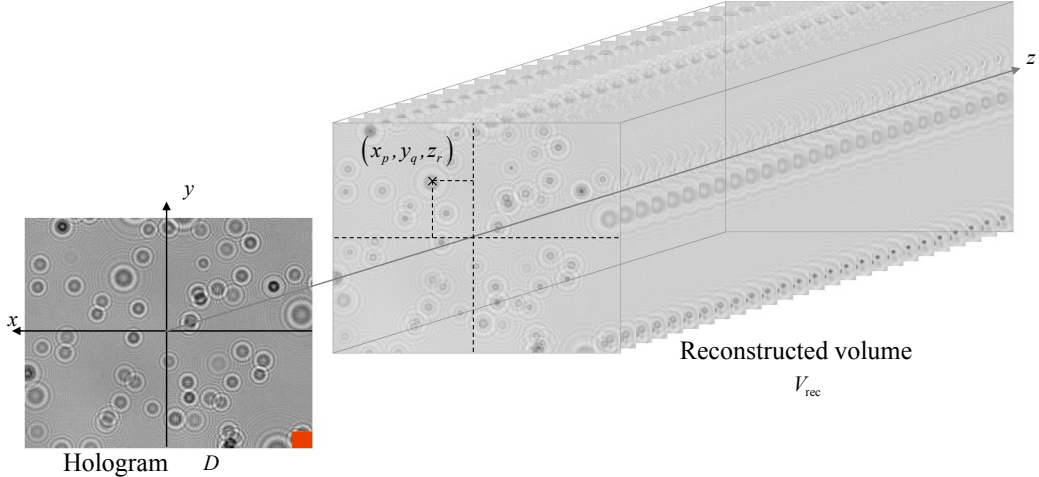 z
(x_p, y_q, z_r)
y
x
Reconstructed volume
V_rec
Hologram D